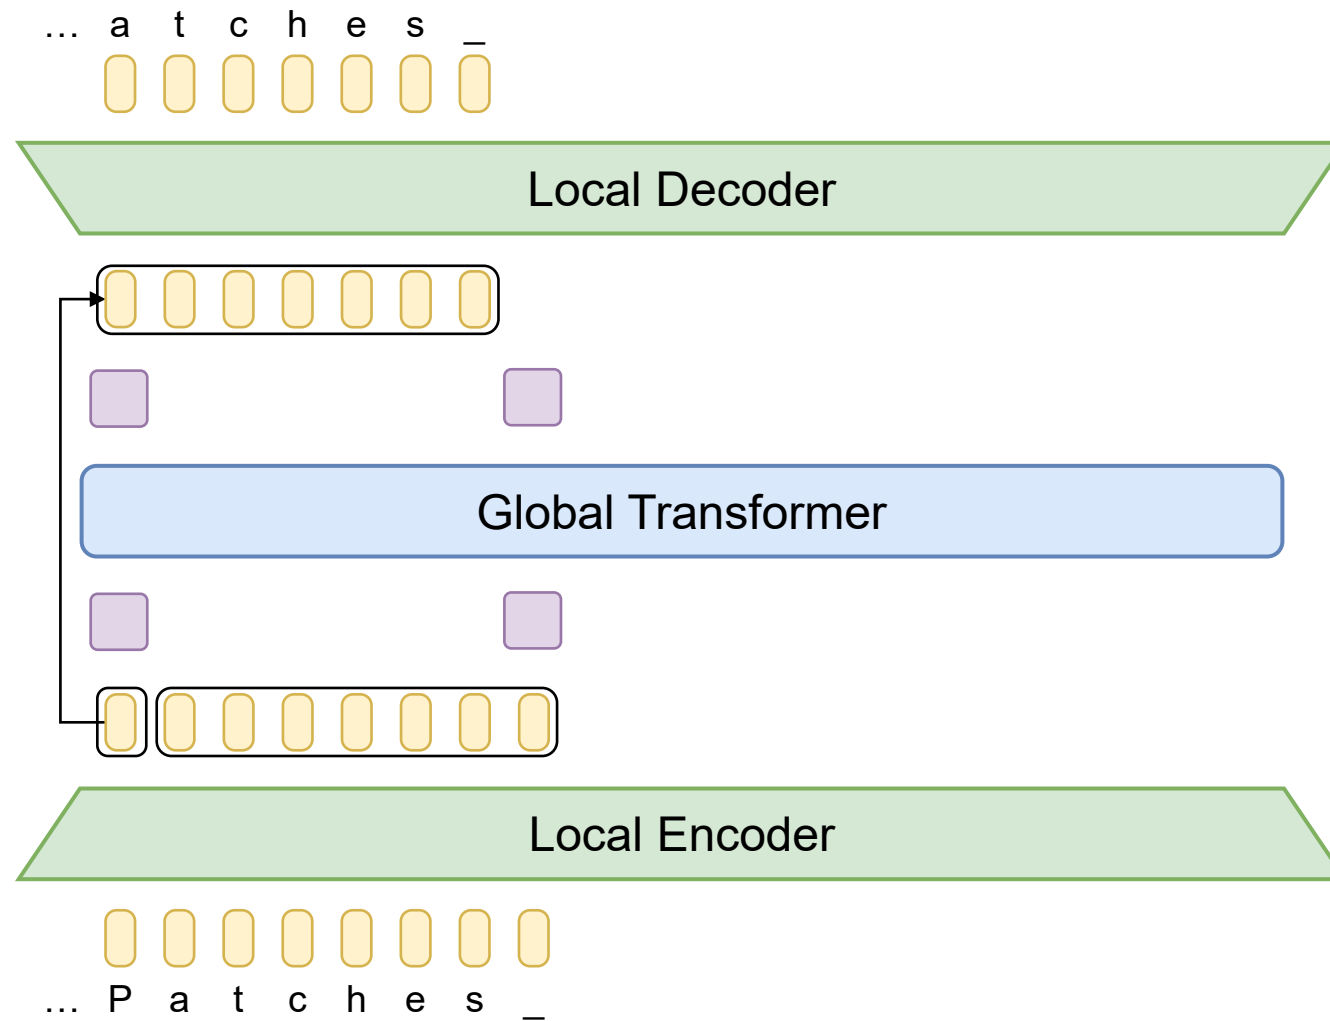 … a t c h e s _
Local Decoder
Global Transformer
Local Encoder
… P a t c h e s _